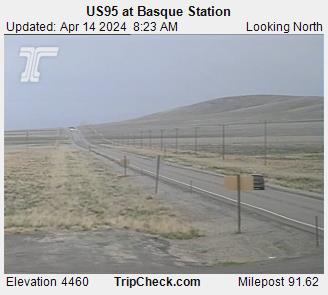 US95 at Basque Station
Updated: Apr 14 2024 8:23 AM Looking North
Elevation 4460 TripCheck.com Milepost 91.62